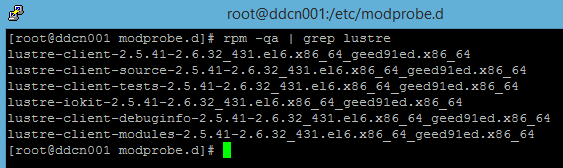 root@ddcn001:/etc/modprobe.d
[root@ddcn001 modprobe.d]# rpm -qa | grep lustre
lustre-client-2.5.41-2.6.32_431.el6.x86_64_geed91ed.x86_64
lustre-client-source-2.5.41-2.6.32_431.el6.x86_64_geed91ed.x86_64
lustre-client-tests-2.5.41-2.6.32_431.el6.x86_64_geed91ed.x86_64
lustre-iokit-2.5.41-2.6.32_431.el6.x86_64_geed91ed.x86_64
lustre-client-debuginfo-2.5.41-2.6.32_431.el6.x86_64_geed91ed.x86_64
lustre-client-modules-2.5.41-2.6.32_431.el6.x86_64_geed91ed.x86_64
[root@ddcn001 modprobe.d]#